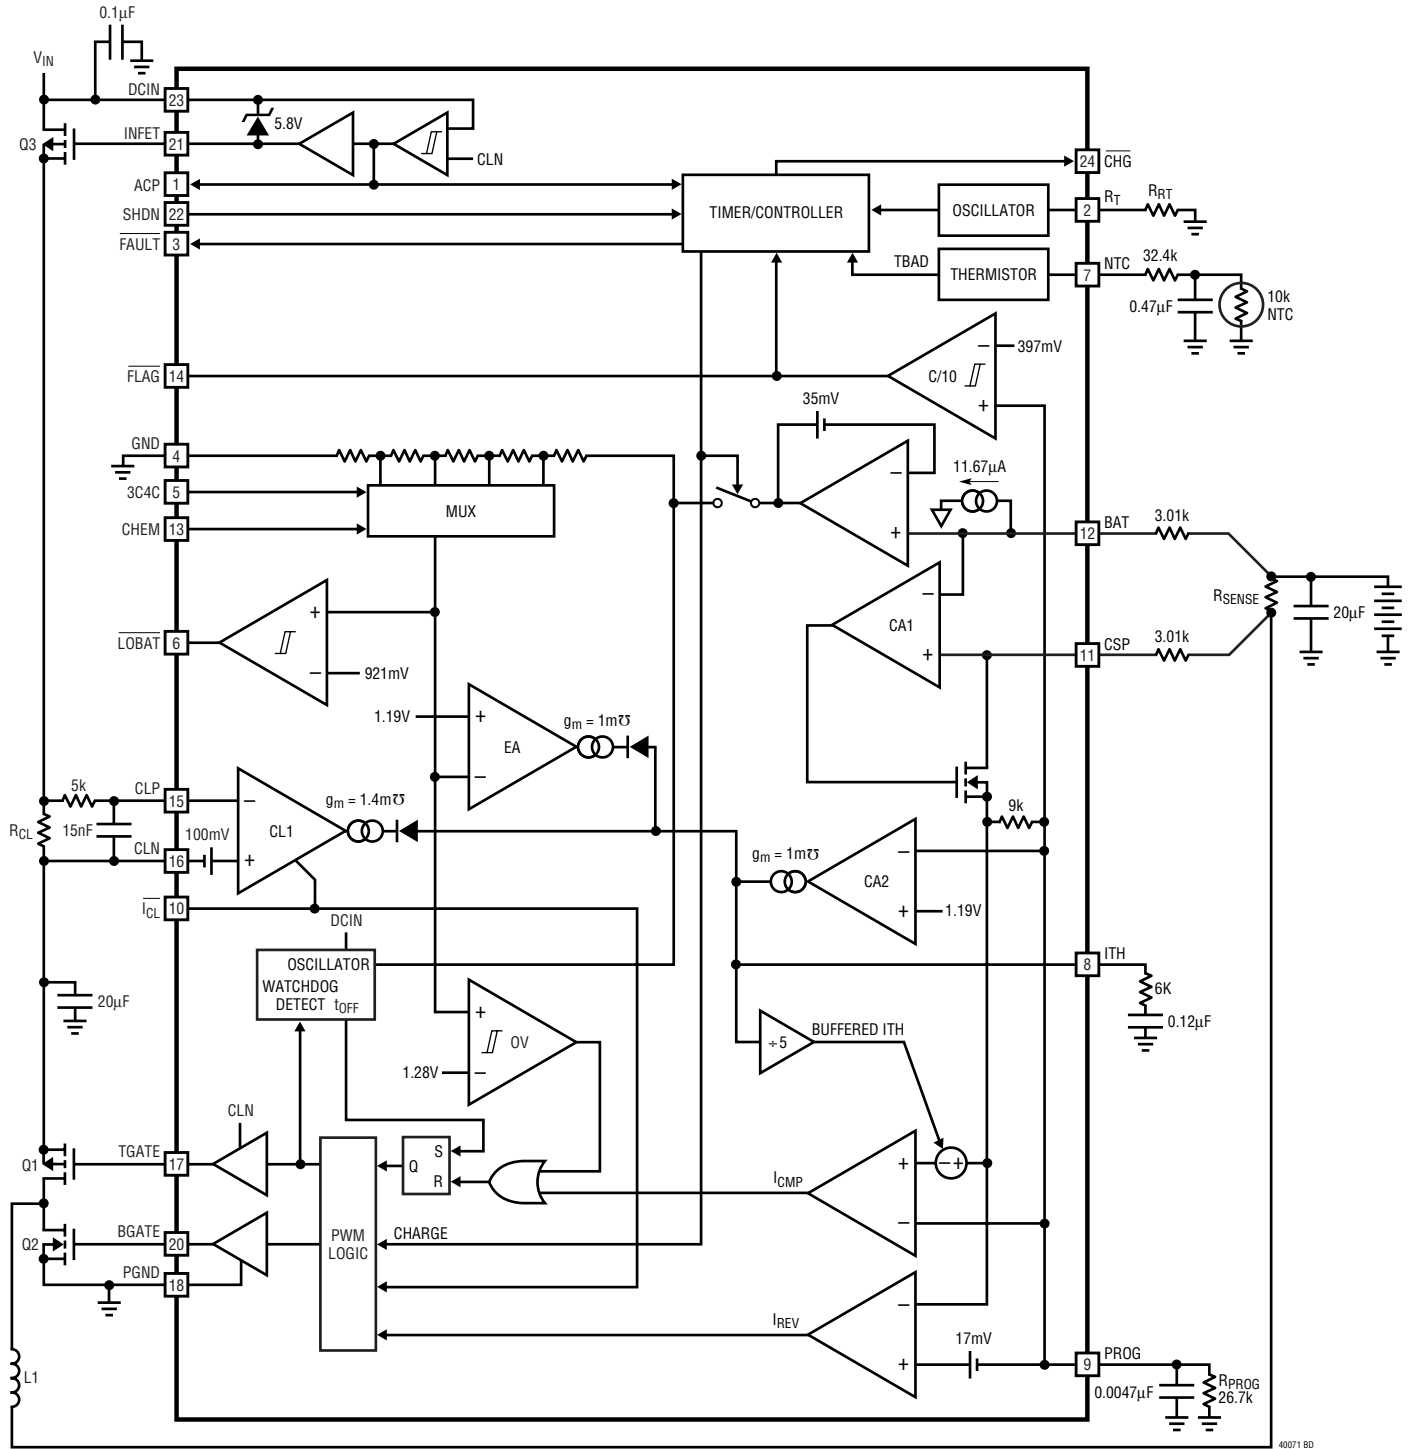 0.1μF
VIN
DCIN
23
5.8V
INFET
21
Q3
CLN
24
CHG
ACP
1
TIMER/CONTROLLER
OSCILLATOR
2
RT
RRT
SHDN
22
FAULT
3
TBAD
THERMISTOR
7
NTC
32.4k
0.47μF
10k
NTC
397mV
C/10
FLAG
14
35mV
GND
4
11.67μA
3C4C
5
MUX
CHEM
13
12
BAT
3.01k
RSENSE
20μF
CA1
LOBAT
6
921mV
11
CSP
3.01k
1.19V
EA
gm = 1m℧
5k
CLP
15
gm = 1.4m℧
9k
RCL
15nF
100mV
CL1
CLN
16
gm = 1m℧
CA2
1.19V
ICL
10
DCIN
OSCILLATOR
WATCHDOG
DETECT tOFF
8
ITH
6K
0.12μF
20μF
OV
1.28V
÷5
BUFFERED ITH
CLN
TGATE
17
Q1
S
Q
R
ICMP
BGATE
20
Q2
PWM
LOGIC
CHARGE
PGND
18
IREV
17mV
9
PROG
0.0047μF
RPROG
26.7k
L1
40071 BD